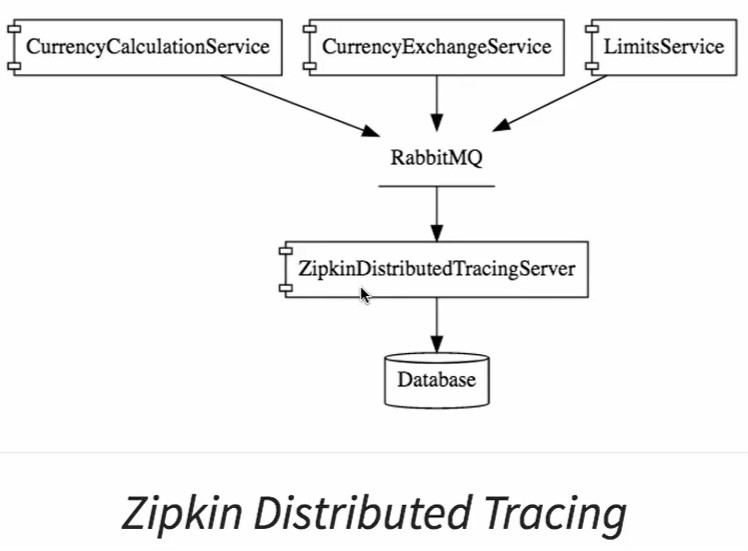 CurrencyCalculationService
CurrencyExchangeService
LimitsService
RabbitMQ
ZipkinDistributedTracingServer
Database
Zipkin Distributed Tracing